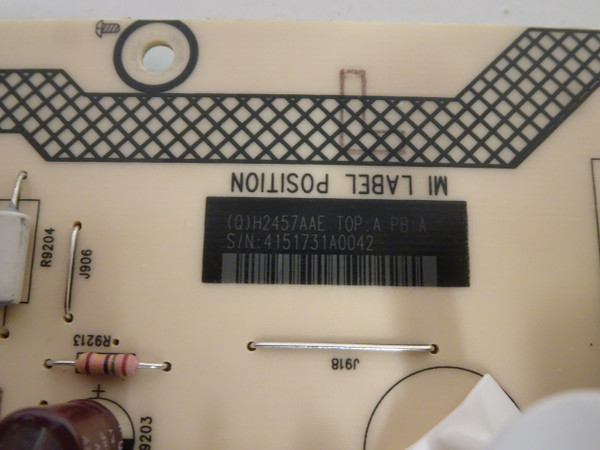 MI LABEL POSITION
(Q)H2457AAE TOP:A PB:A
S/N:4151731A0042
R9204
J906
R9213
J918
+
9203